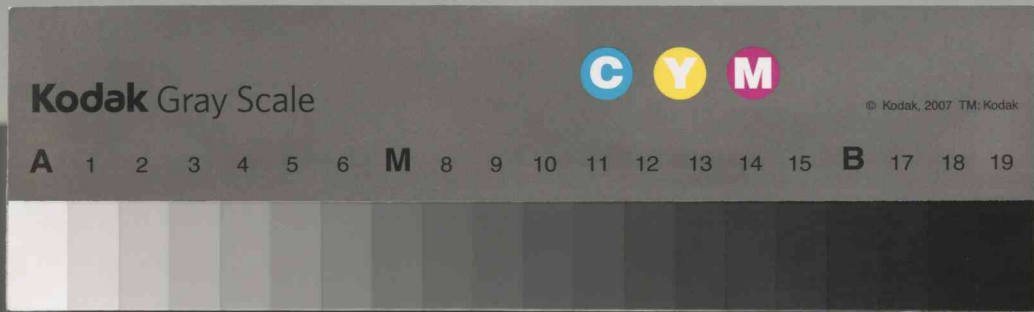 Kodak Gray Scale
C Y M
© Kodak, 2007 TM: Kodak
A 1 2 3 4 5 6 M 8 9 10 11 12 13 14 15 B 17 18 19